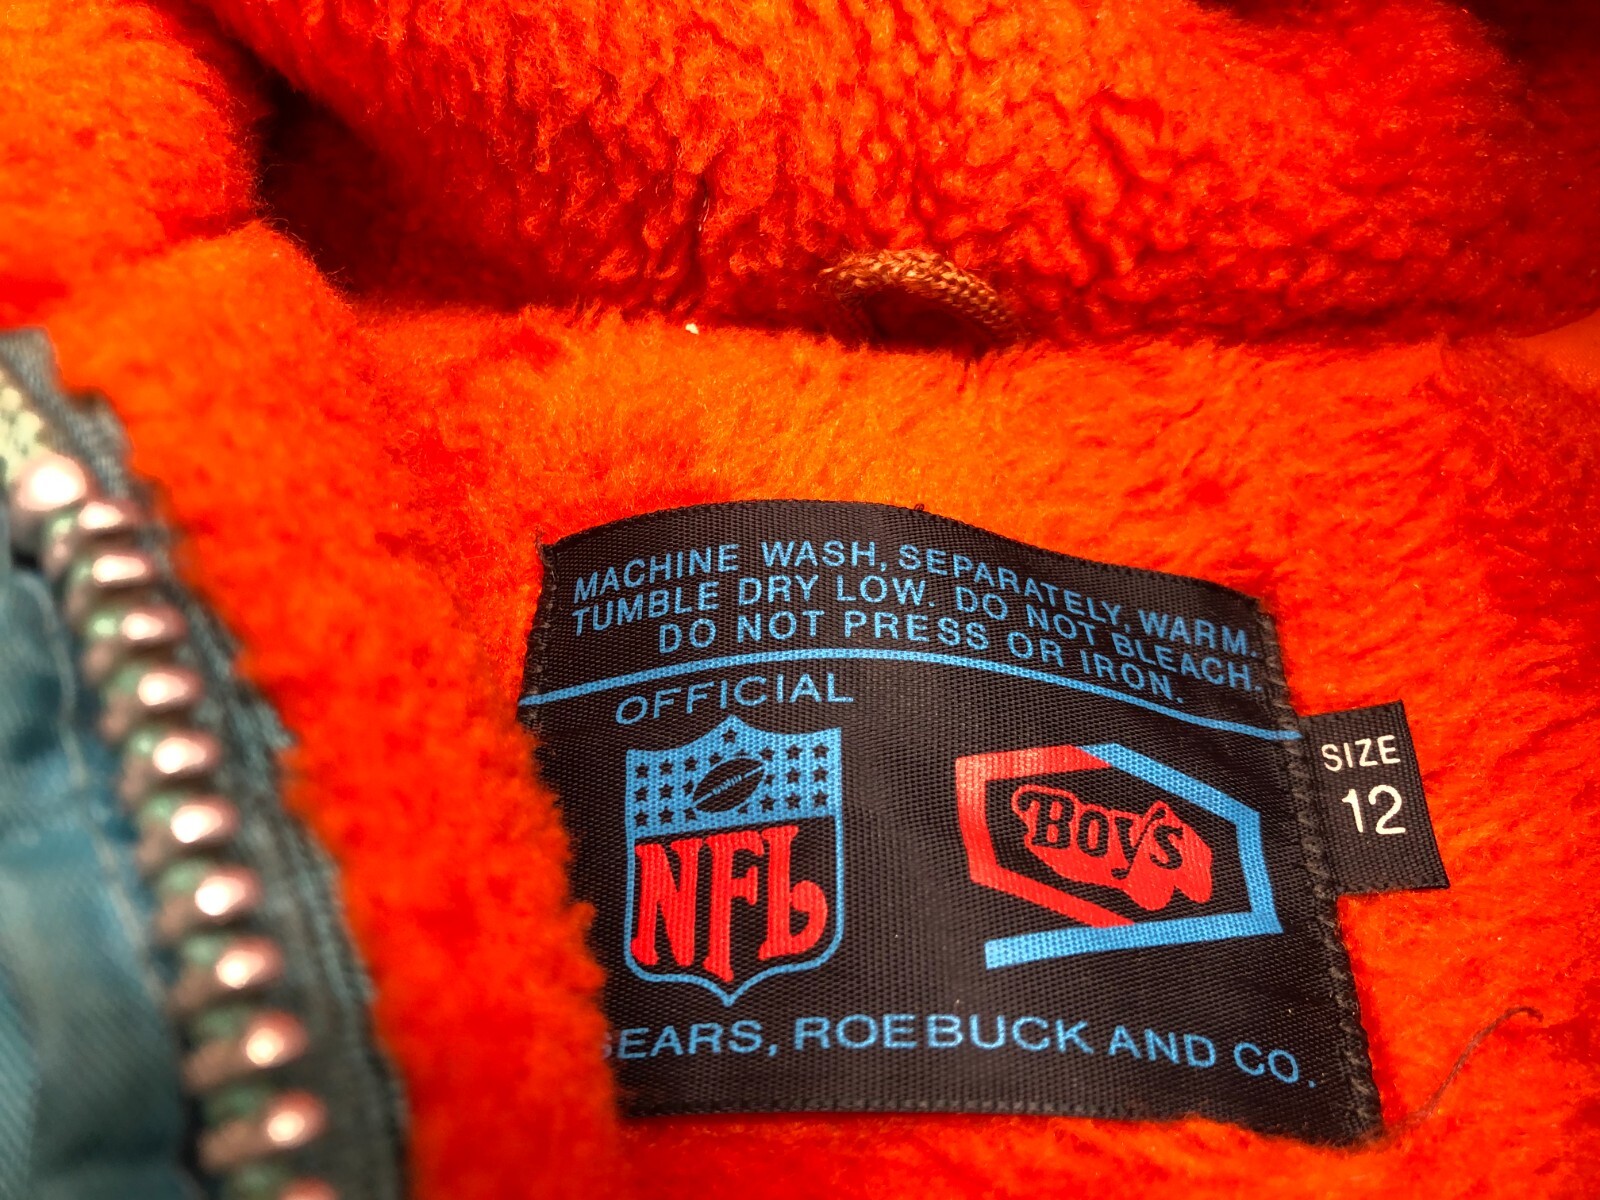 MACHINE WASH, SEPARATELY, WARM.
TUMBLE DRY LOW. DO NOT BLEACH.
DO NOT PRESS OR IRON.
OFFICIAL
NFL
BOY's
SIZE
12
SEARS, ROEBUCK AND CO.